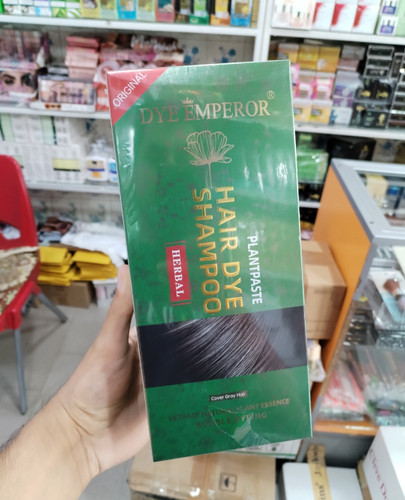 ORIGINAL
DYE EMPEROR®
PLANTPASTE
HAIR DYE
SHAMPOO
HERBAL
Cover Gray Hair